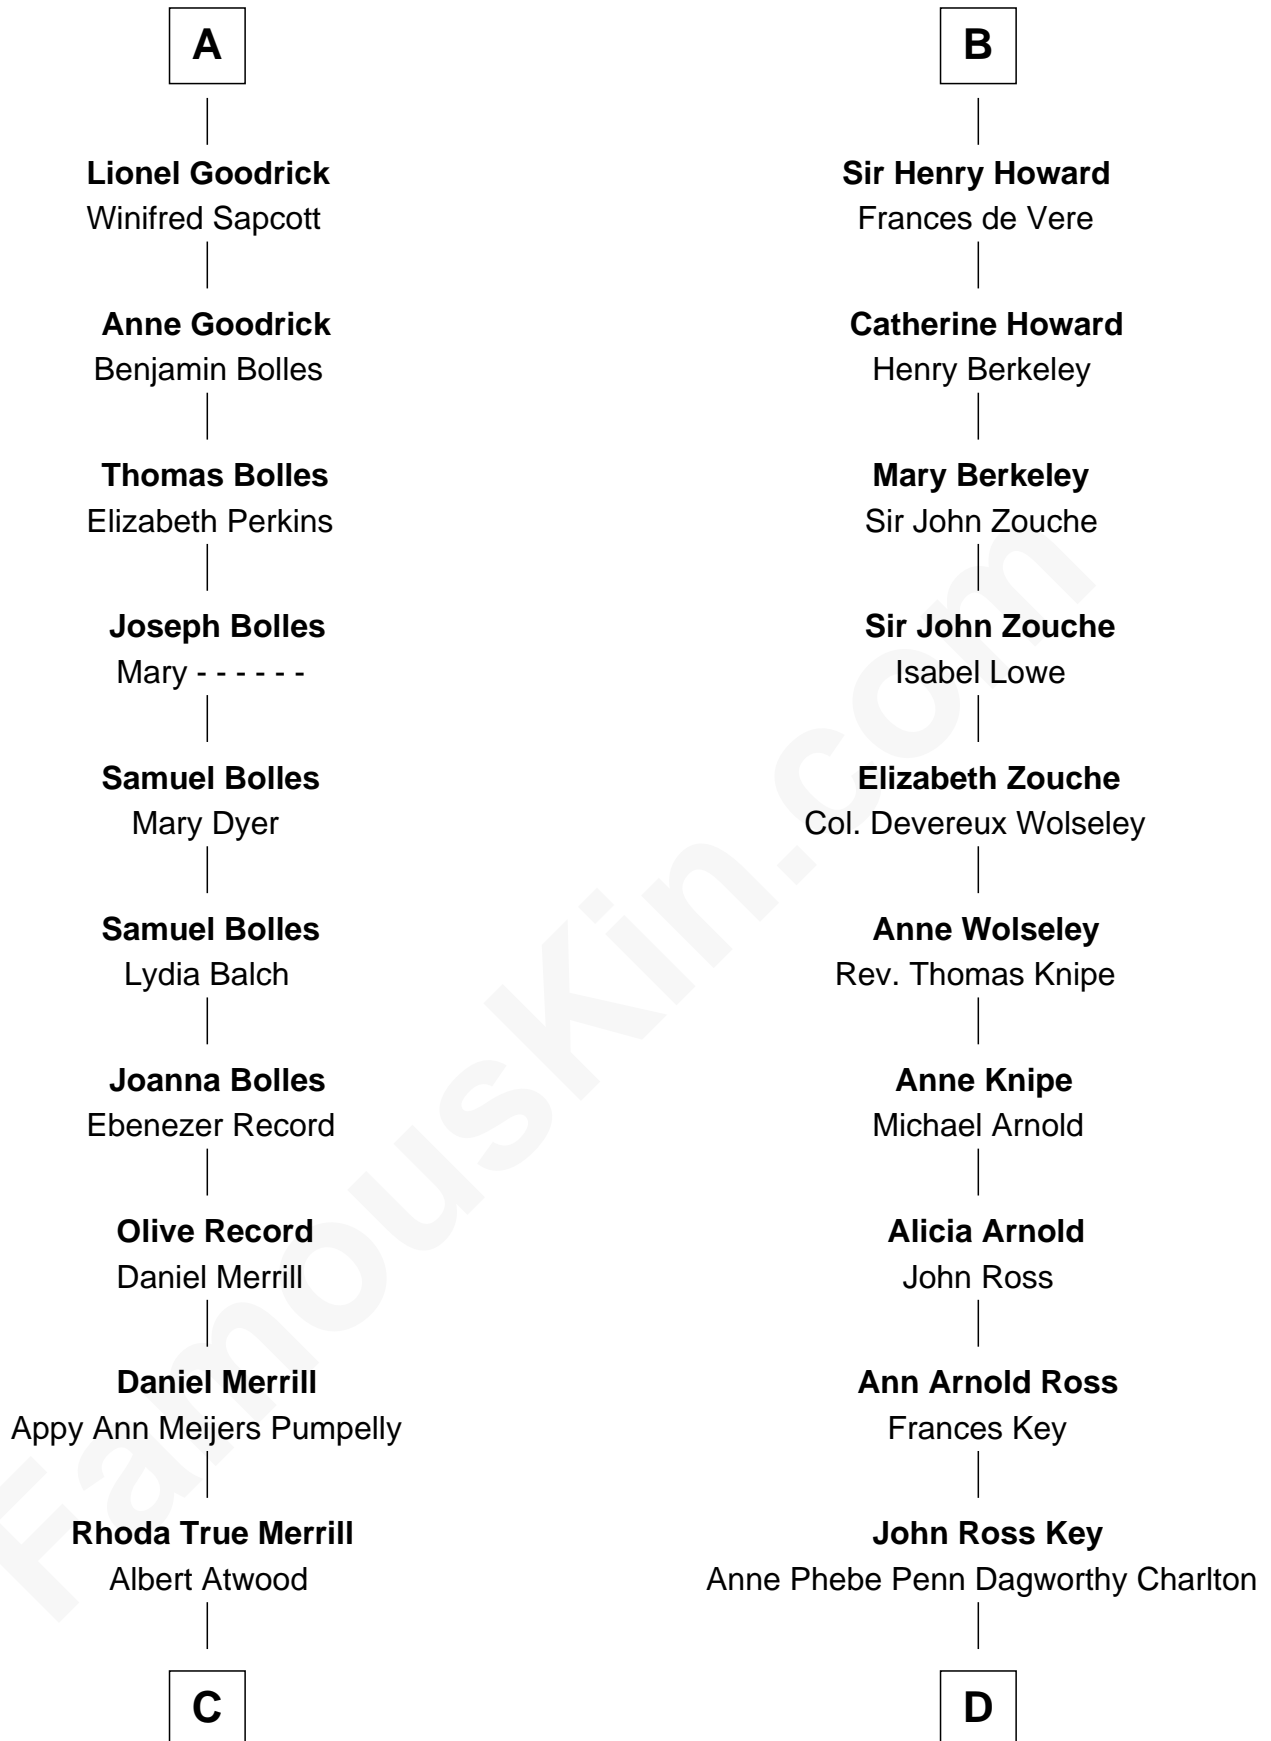 A
Lionel Goodrick
Winifred Sapcott
Anne Goodrick
Benjamin Bolles
Thomas Bolles
Elizabeth Perkins
Joseph Bolles
Mary - - - - - -
Samuel Bolles
Mary Dyer
Samuel Bolles
Lydia Balch
Joanna Bolles
Ebenezer Record
Olive Record
Daniel Merrill
Daniel Merrill
Appy Ann Meijers Pumpelly
Rhoda True Merrill
Albert Atwood
C
B
Sir Henry Howard
Frances de Vere
Catherine Howard
Henry Berkeley
Mary Berkeley
Sir John Zouche
Sir John Zouche
Isabel Lowe
Elizabeth Zouche
Col. Devereux Wolseley
Anne Wolseley
Rev. Thomas Knipe
Anne Knipe
Michael Arnold
Alicia Arnold
John Ross
Ann Arnold Ross
Frances Key
John Ross Key
Anne Phebe Penn Dagworthy Charlton
D
FamousKin.com